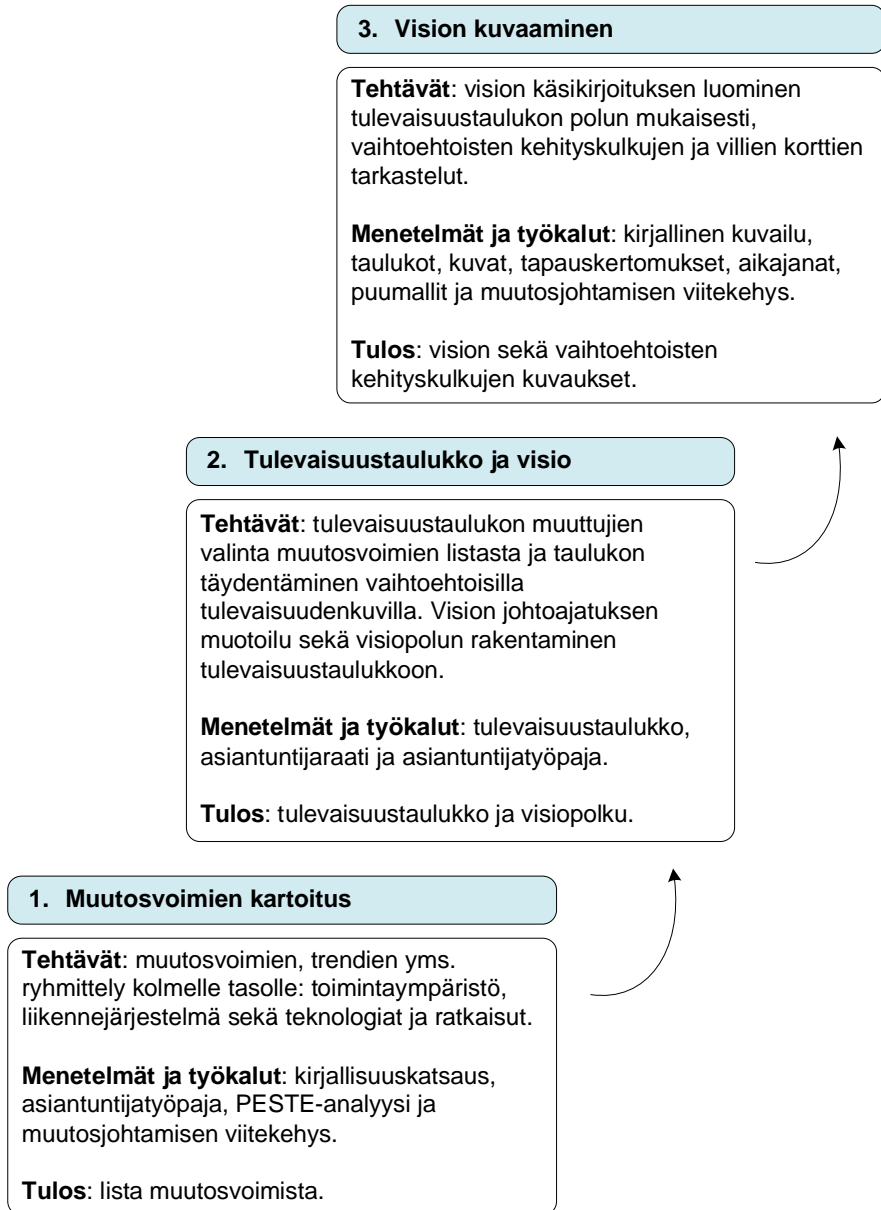 3. Vision kuvaaminen
Tehtävät: vision käsikirjoituksen luominen
tulevaisuustaulukon polun mukaisesti,
vaihtoehtoisten kehityskulkujen ja villien korttien
tarkastelut.
Menetelmät ja työkalut: kirjallinen kuvailu,
taulukot, kuvat, tapauskertomukset, aikajanat,
puumallit ja muutosjohtamisen viitekehys.
Tulos: vision sekä vaihtoehtoisten
kehityskulkujen kuvaukset.
2. Tulevaisuustaulukko ja visio
Tehtävät: tulevaisuustaulukon muuttujien
valinta muutosvoimien listasta ja taulukon
täydentäminen vaihtoehtoisilla
tulevaisuudenkuvilla. Vision johtoajatuksen
muotoilu sekä visiopolun rakentaminen
tulevaisuustaulukkoon.
Menetelmät ja työkalut: tulevaisuustaulukko,
asiantuntijaraati ja asiantuntijatyöpaja.
Tulos: tulevaisuustaulukko ja visiopolku.
1. Muutosvoimien kartoitus
Tehtävät: muutosvoimien, trendien yms.
ryhmittely kolmelle tasolle: toimintaympäristö,
liikennejärjestelmä sekä teknologiat ja ratkaisut.
Menetelmät ja työkalut: kirjallisuuskatsaus,
asiantuntijatyöpaja, PESTE-analyysi ja
muutosjohtamisen viitekehys.
Tulos: lista muutosvoimista.